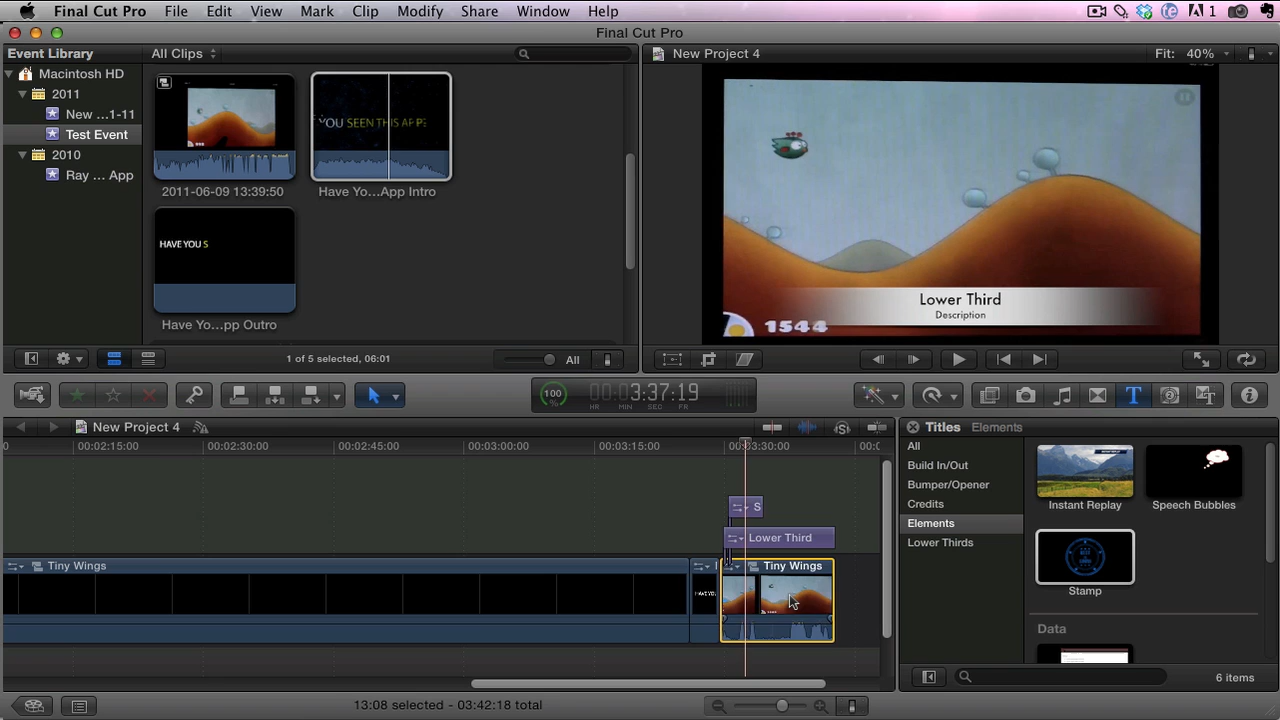 Final Cut Pro File Edit View Mark Clip Modify Share Window Help
1
Final Cut Pro
Event Library
All Clips
New Project 4
Fit: 40%
Macintosh HD
2011
New ...1-11
Test Event
2010
Ray ... App
YOU SEEN THIS APP
2011-06-09 13:39:50
Have Yo...App Intro
HAVE YOU S
Have Yo...pp Outro
Lower Third
Description
1544
1 of 5 selected, 06:01
All
100
%
00:03:37:19
HR MIN SEC FR
New Project 4
Titles Elements
0
00:02:15:00
00:02:30:00
00:02:45:00
00:03:00:00
00:03:15:00
00:03:30:00
All
Build In/Out
Bumper/Opener
Credits
Elements
Lower Thirds
Instant Replay
Speech Bubbles
Stamp
Data
S
Lower Third
Tiny Wings
HAVE YO
Tiny Wings
6 items
13:08 selected - 03:42:18 total